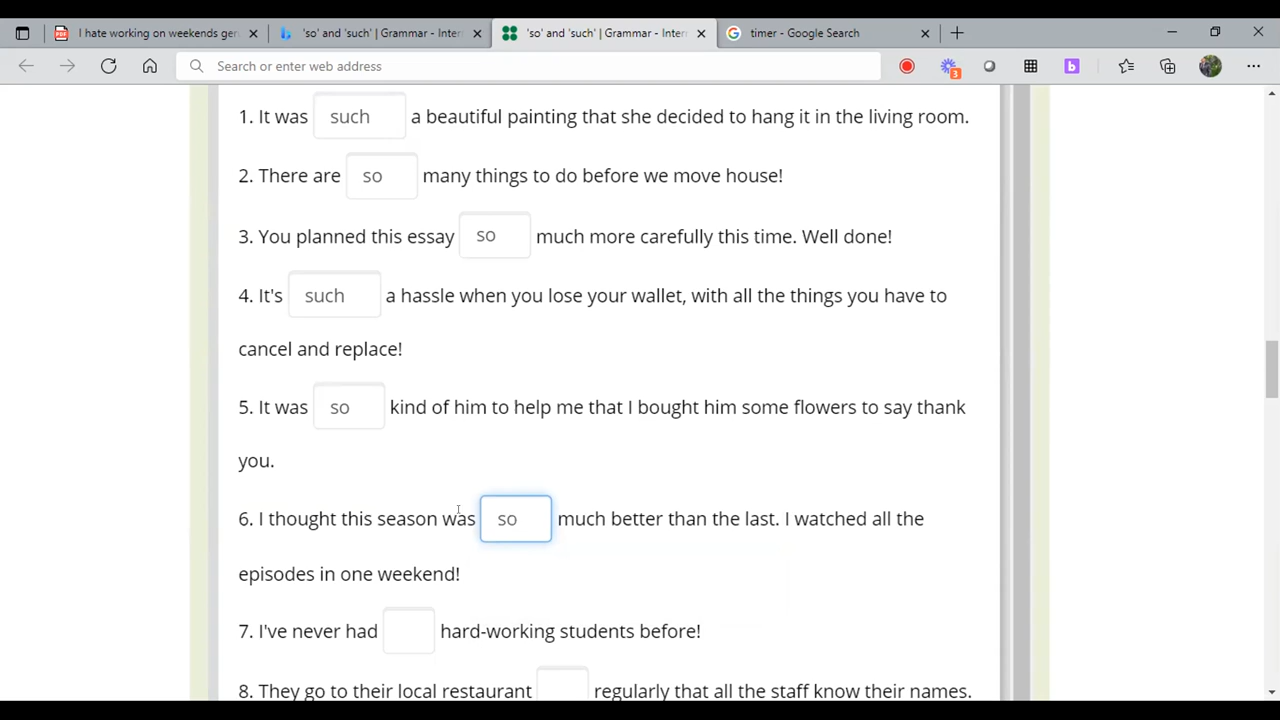 I hate working on weekends ger
'so' and 'such' | Grammar - Inter
'so' and 'such' | Grammar - Inter
timer - Google Search
Search or enter web address
3
b
1. It was such a beautiful painting that she decided to hang it in the living room.
2. There are so many things to do before we move house!
3. You planned this essay so much more carefully this time. Well done!
4. It's such a hassle when you lose your wallet, with all the things you have to
cancel and replace!
5. It was so kind of him to help me that I bought him some flowers to say thank
you.
6. I thought this season was so much better than the last. I watched all the
episodes in one weekend!
7. I've never had hard-working students before!
8. They go to their local restaurant regularly that all the staff know their names.